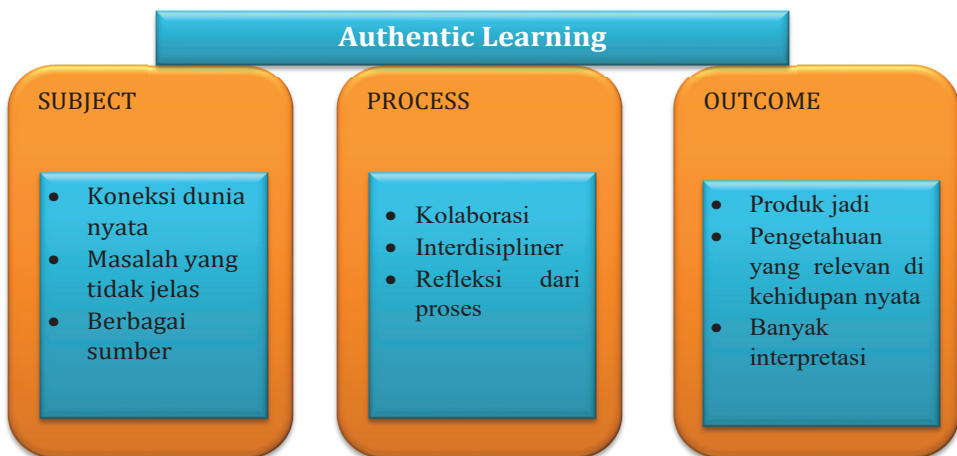 Authentic Learning
SUBJECT
• Koneksi dunia
nyata
• Masalah yang
tidak jelas
• Berbagai
sumber
PROCESS
• Kolaborasi
• Interdisipliner
• Refleksi dari
proses
OUTCOME
• Produk jadi
• Pengetahuan
yang relevan di
kehidupan nyata
• Banyak
interpretasi